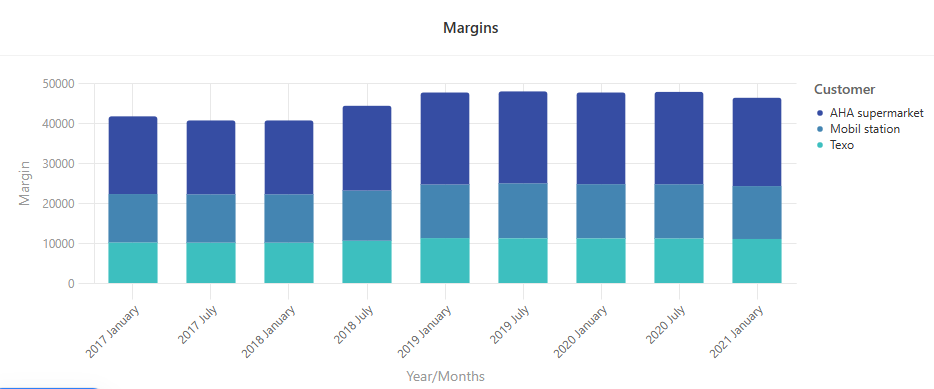 Margins
50000
40000
30000
20000
10000
0
Margin
2017 January
2017 July
2018 January
2018 July
2019 January
2019 July
2020 January
2020 July
2021 January
Year/Months
Customer
AHA supermarket
Mobil station
Texo